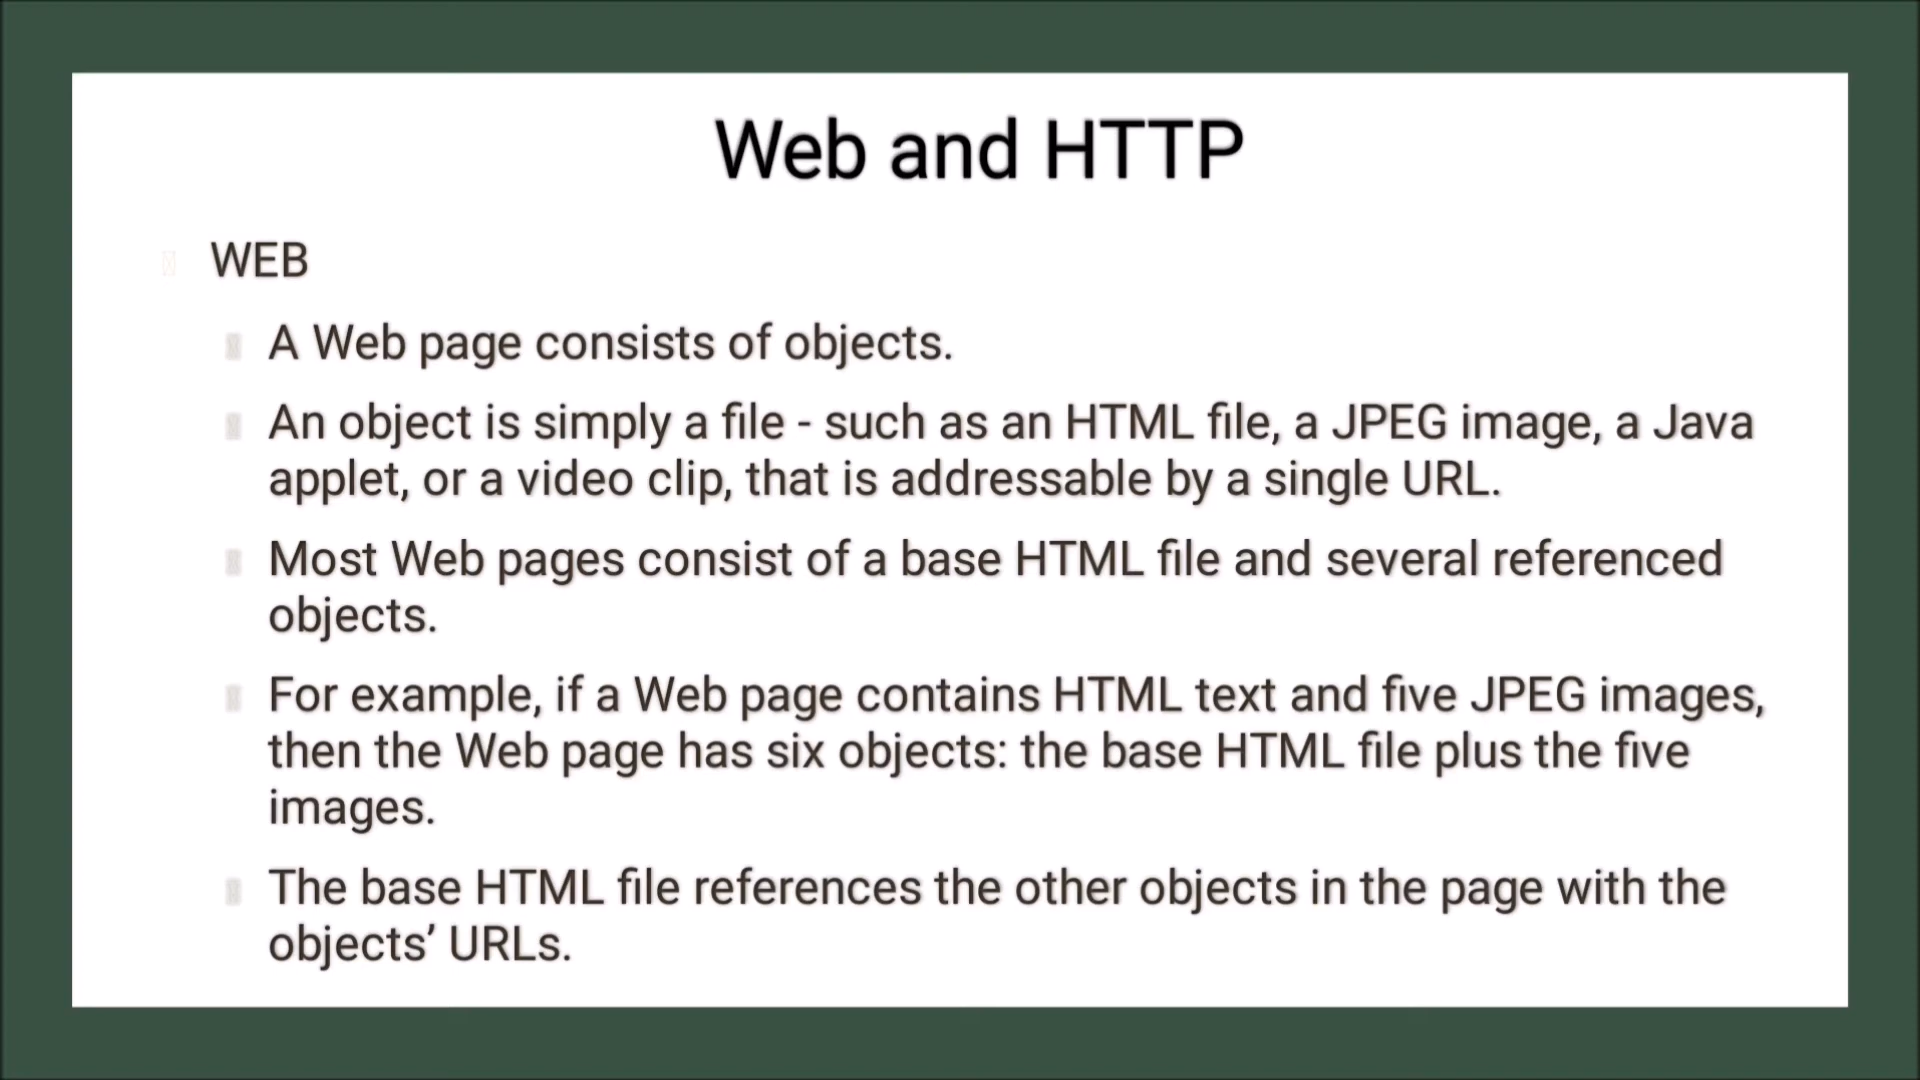 Web and HTTP
WEB
A Web page consists of objects.
An object is simply a file - such as an HTML file, a JPEG image, a Java
applet, or a video clip, that is addressable by a single URL.
Most Web pages consist of a base HTML file and several referenced
objects.
For example, if a Web page contains HTML text and five JPEG images,
then the Web page has six objects: the base HTML file plus the five
images.
The base HTML file references the other objects in the page with the
objects’ URLs.